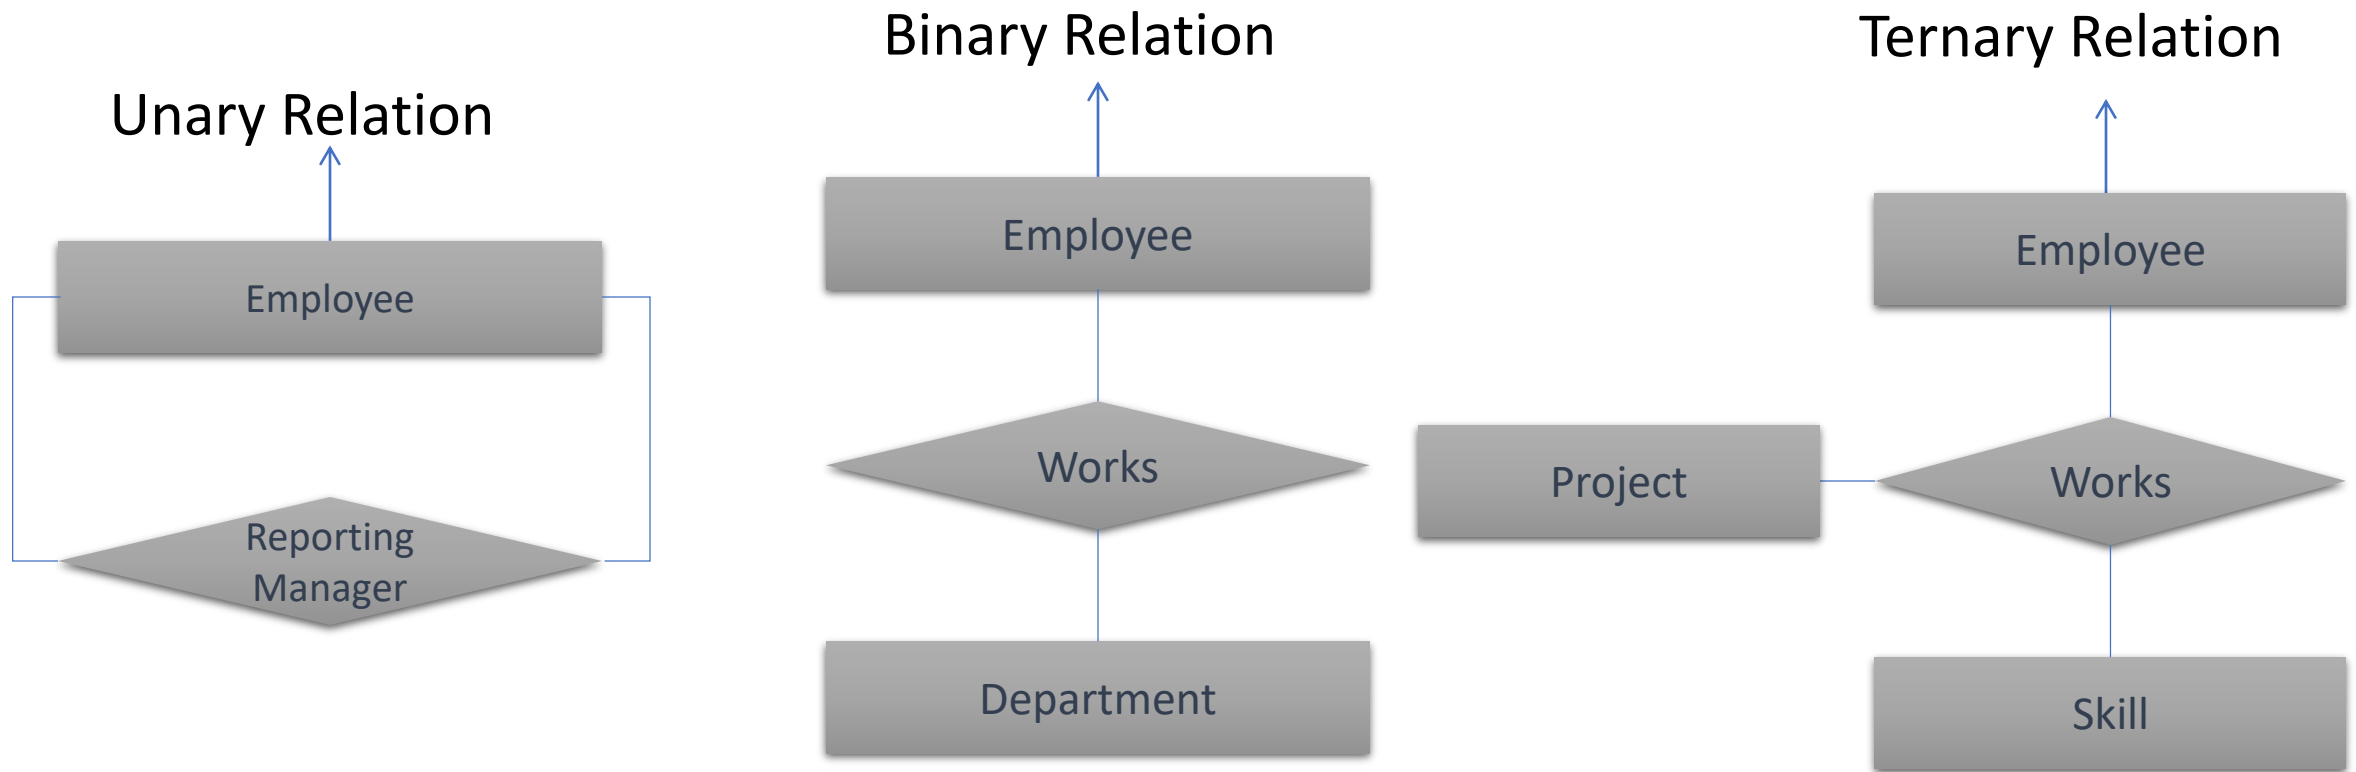 Unary Relation
Employee
Reporting
Manager
Binary Relation
Employee
Works
Department
Ternary Relation
Employee
Project
Works
Skill